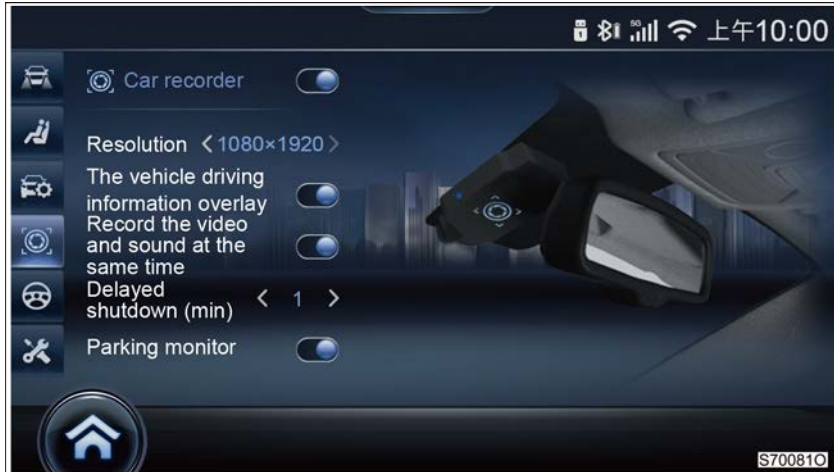 5G
上午10:00
Car recorder
Resolution <1080×1920>
The vehicle driving
information overlay
Record the video
and sound at the
same time
Delayed
shutdown (min) < 1 >
Parking monitor
S70081O